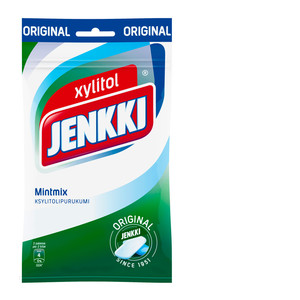 ORIGINAL ORIGINAL
xylitol
®
JENKKI
Mintmix
KSYLITOLIPURUKUMI
ORIGINAL
JENKKI
SINCE 1951